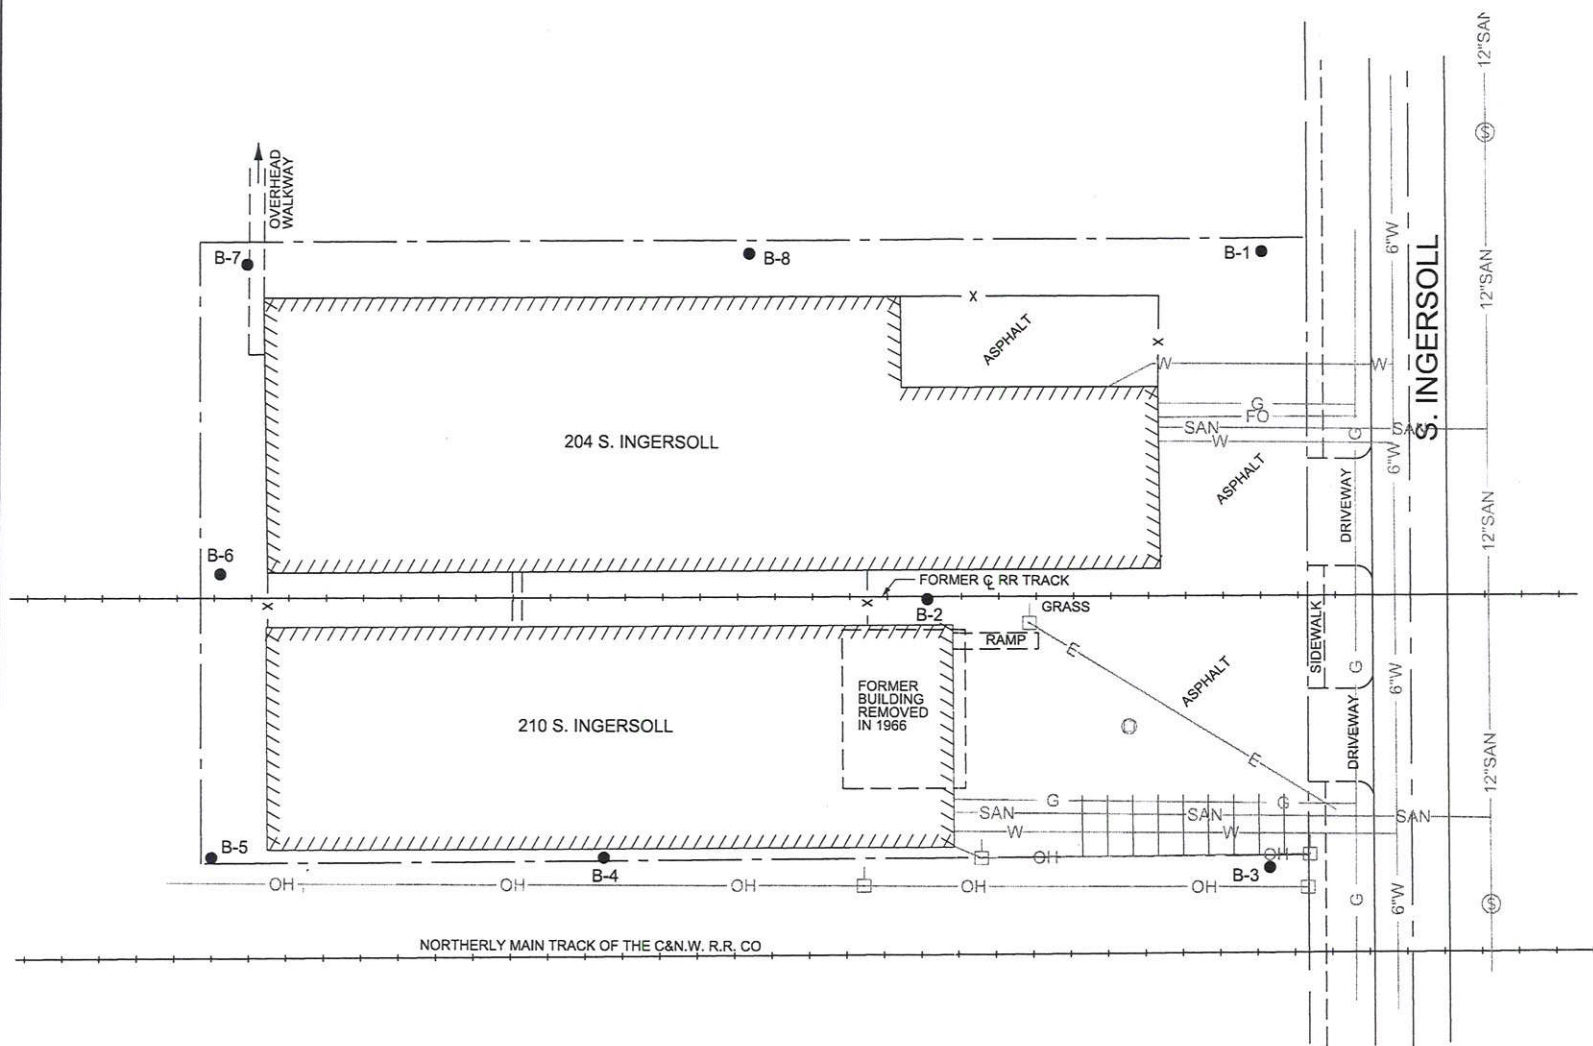 12"SAN
S
OVERHEAD
WALKWAY
B-7
B-8
B-1
6"W
S. INGERSOLL
12"SAN
X
ASPHALT
X
W
W
G
FO
SAN
W
G
SAN
204 S. INGERSOLL
ASPHALT
6"W
DRIVEWAY
12"SAN
B-6
FORMER ℄ RR TRACK
X
X
B-2
GRASS
RAMP
E
SIDEWALK
G
6"W
ASPHALT
FORMER
BUILDING
REMOVED
IN 1966
210 S. INGERSOLL
E
DRIVEWAY
12"SAN
G
G
SAN
SAN
SAN
W
W
B-5
OH
OH
B-4
B-3
OH
OH
OH
OH
OH
G
6"W
S
NORTHERLY MAIN TRACK OF THE C&N.W. R.R. CO